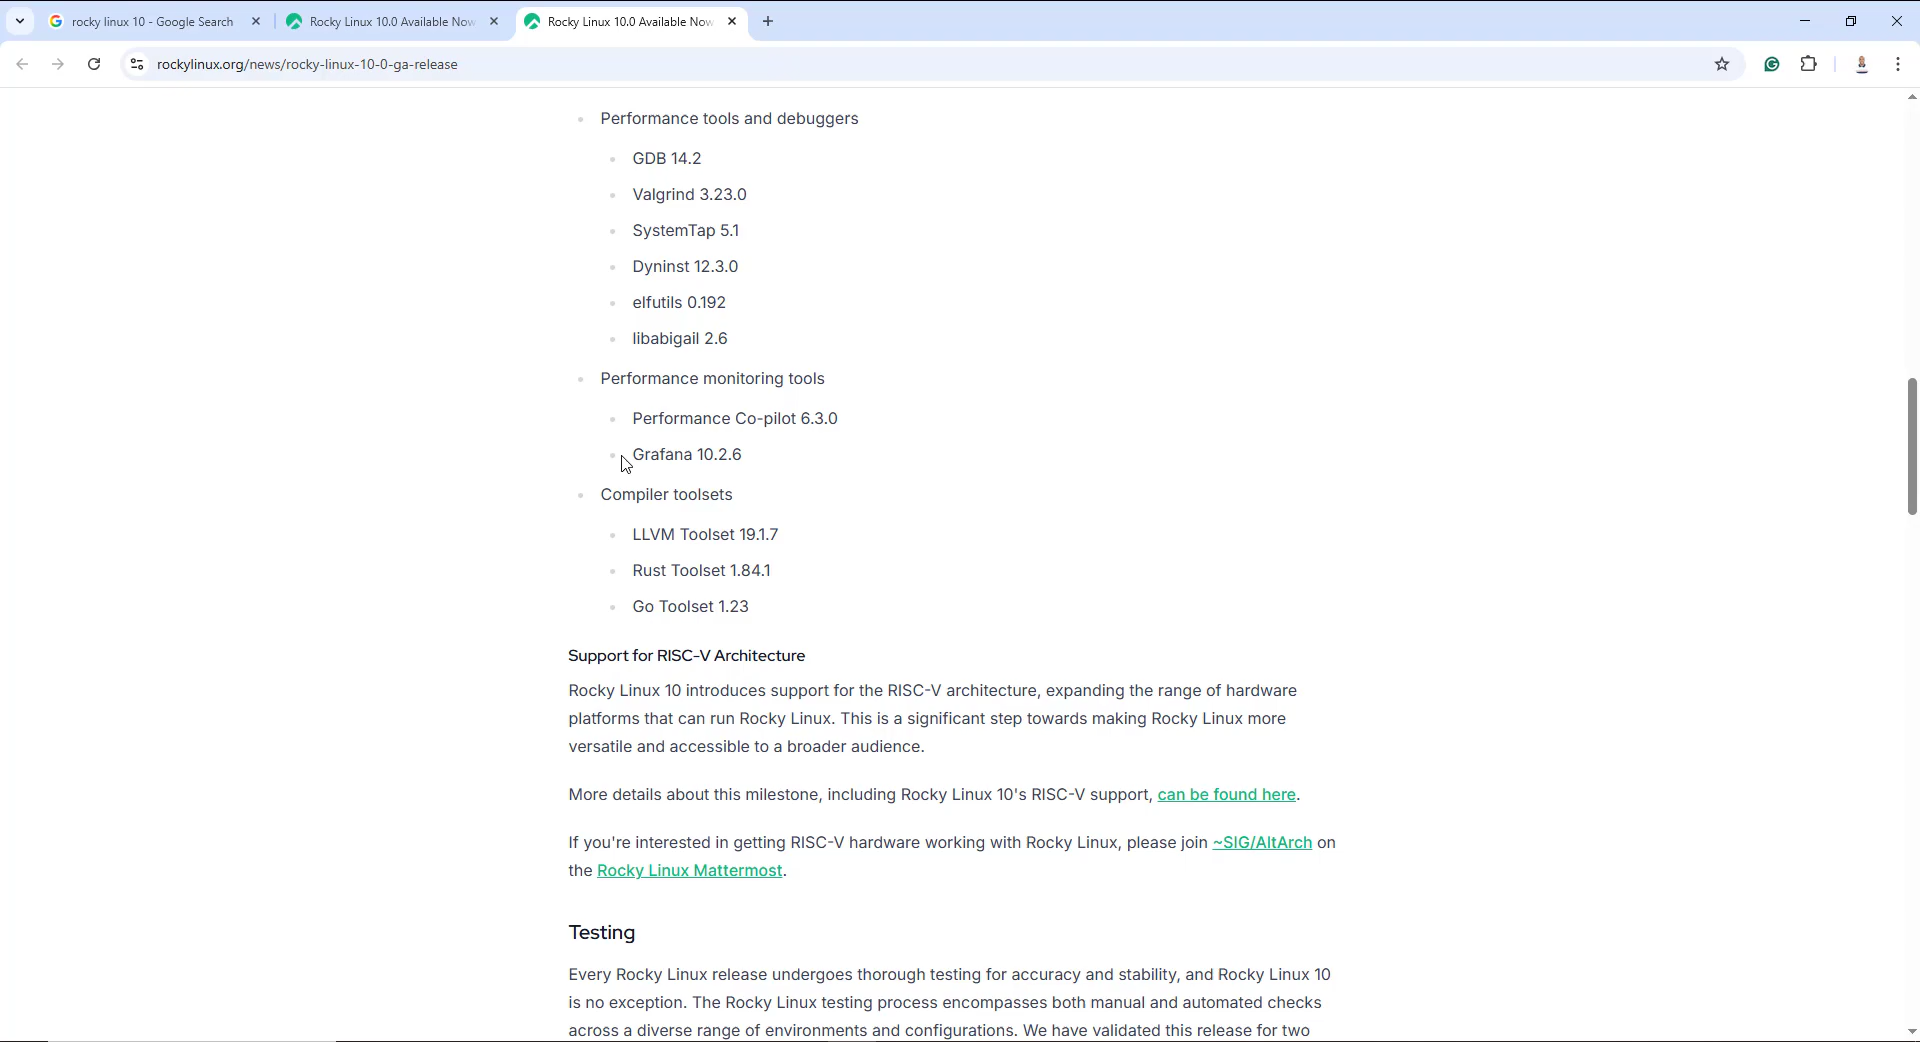 rocky linux 10 - Google Search
Rocky Linux 10.0 Available Now
Rocky Linux 10.0 Available Now
rockylinux.org/news/rocky-linux-10-0-ga-release
Performance tools and debuggers
GDB 14.2
Valgrind 3.23.0
SystemTap 5.1
Dyninst 12.3.0
elfutils 0.192
libabigail 2.6
Performance monitoring tools
Performance Co-pilot 6.3.0
Grafana 10.2.6
Compiler toolsets
LLVM Toolset 19.1.7
Rust Toolset 1.84.1
Go Toolset 1.23
Support for RISC-V Architecture
Rocky Linux 10 introduces support for the RISC-V architecture, expanding the range of hardware
platforms that can run Rocky Linux. This is a significant step towards making Rocky Linux more
versatile and accessible to a broader audience.
More details about this milestone, including Rocky Linux 10's RISC-V support, can be found here.
If you're interested in getting RISC-V hardware working with Rocky Linux, please join ~SIG/AltArch on
the Rocky Linux Mattermost.
Testing
Every Rocky Linux release undergoes thorough testing for accuracy and stability, and Rocky Linux 10
is no exception. The Rocky Linux testing process encompasses both manual and automated checks
across a diverse range of environments and configurations. We have validated this release for two